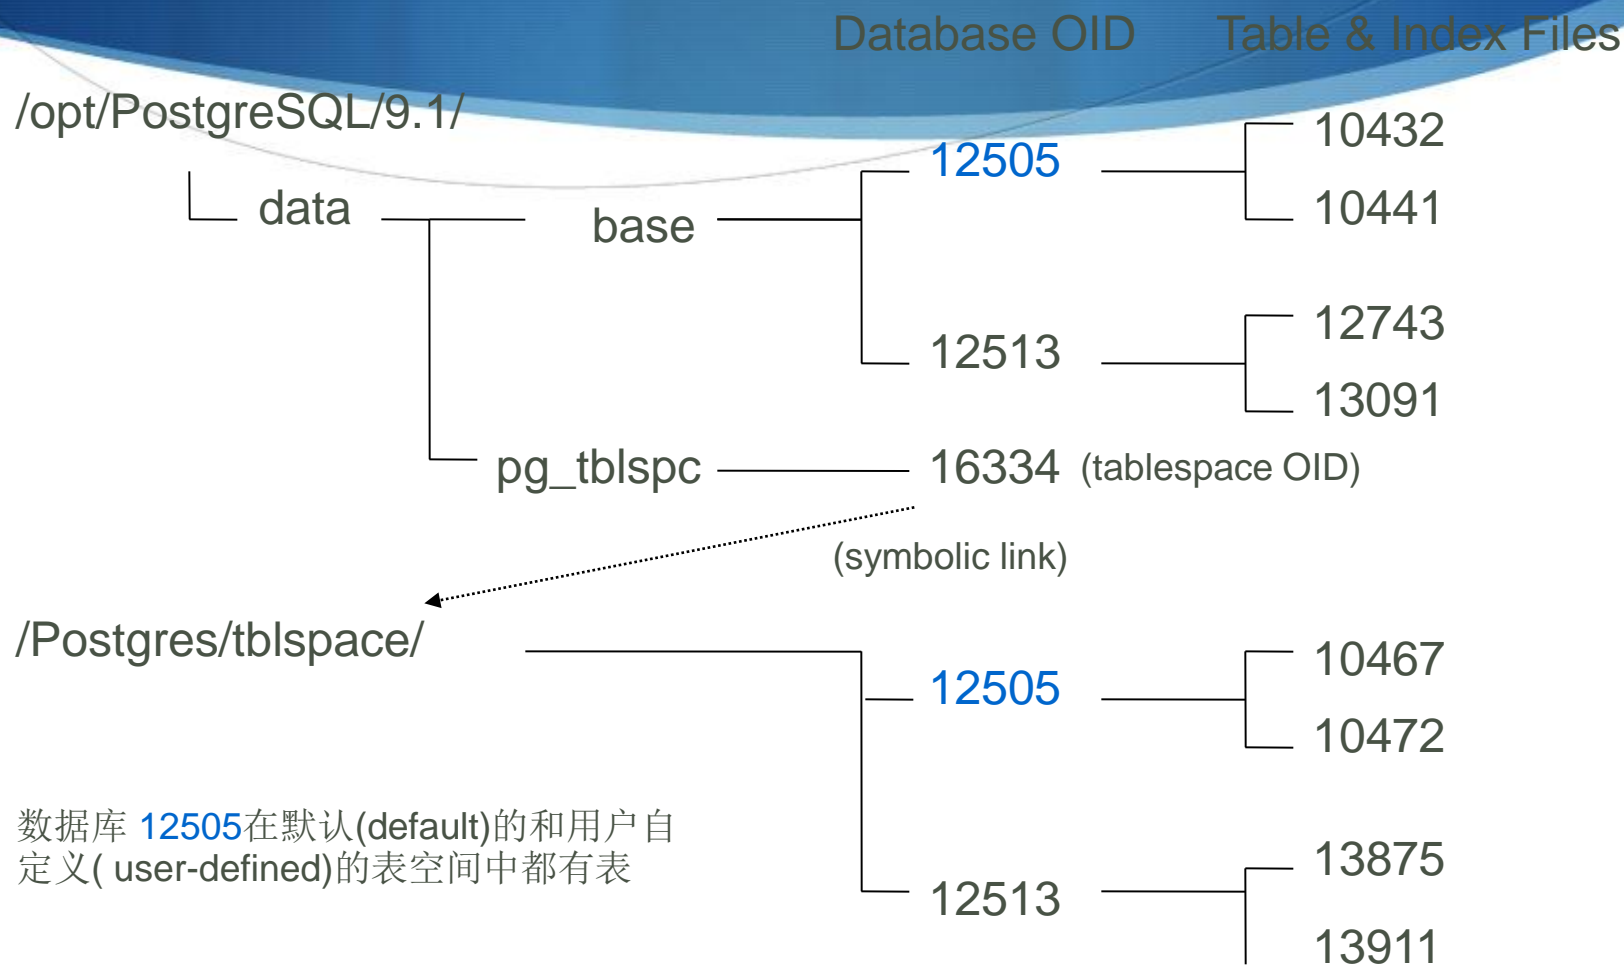 Database OID Table & Index Files
/opt/PostgreSQL/9.1/
10432
12505
data
base
10441
12743
12513
13091
pg_tblspc
16334 (tablespace OID)
(symbolic link)
/Postgres/tblspace/
10467
12505
10472
数据库 12505在默认(default)的和用户自
定义( user-defined)的表空间中都有表
13875
12513
13911